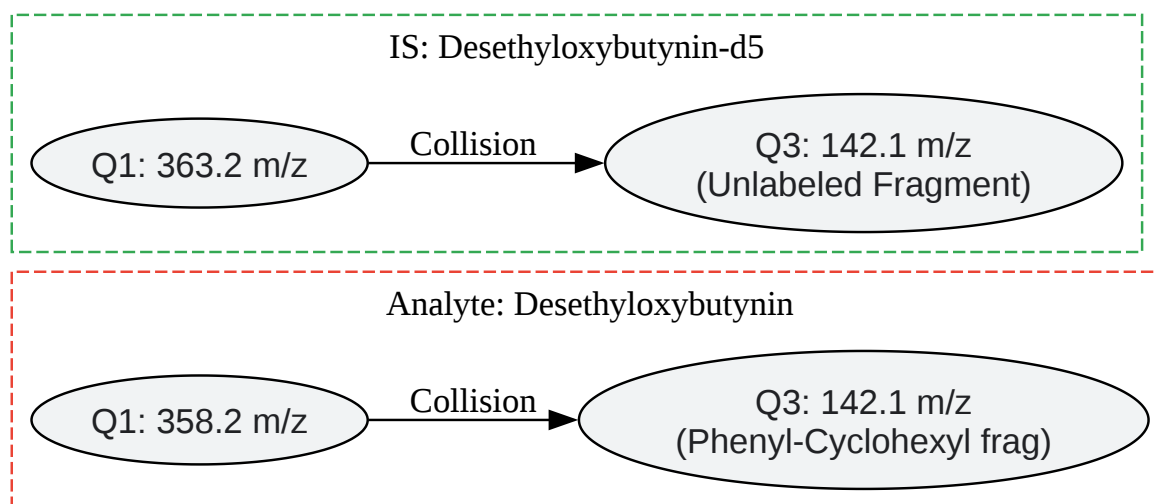 IS: Desethyloxybutynin-d5
Q1: 363.2 m/z
Collision
Q3: 142.1 m/z
(Unlabeled Fragment)
Analyte: Desethyloxybutynin
Q1: 358.2 m/z
Collision
Q3: 142.1 m/z
(Phenyl-Cyclohexyl frag)